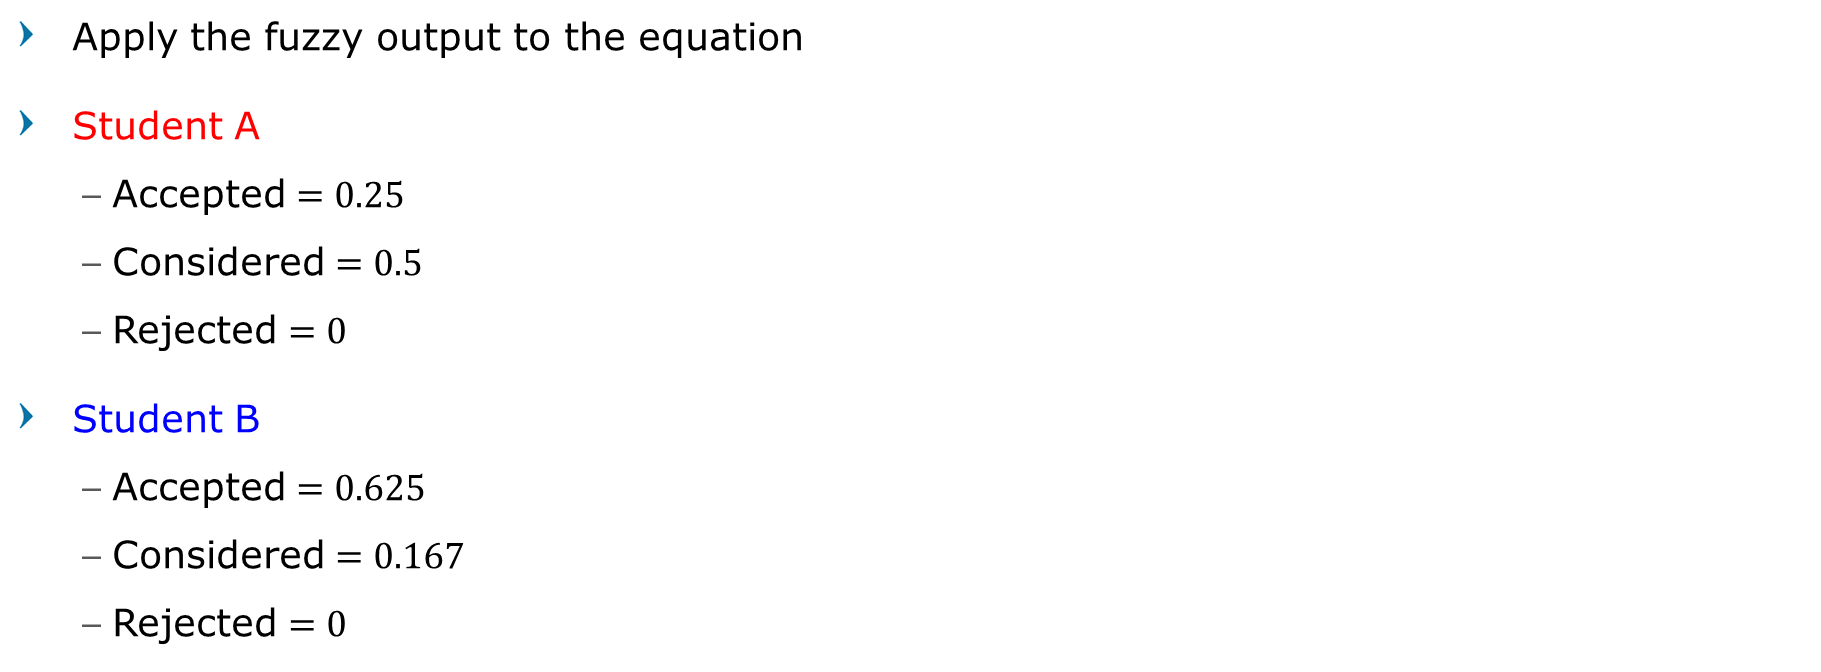 Apply the fuzzy output to the equation
Student A
– Accepted = 0.25
– Considered = 0.5
– Rejected = 0
Student B
– Accepted = 0.625
– Considered = 0.167
– Rejected = 0